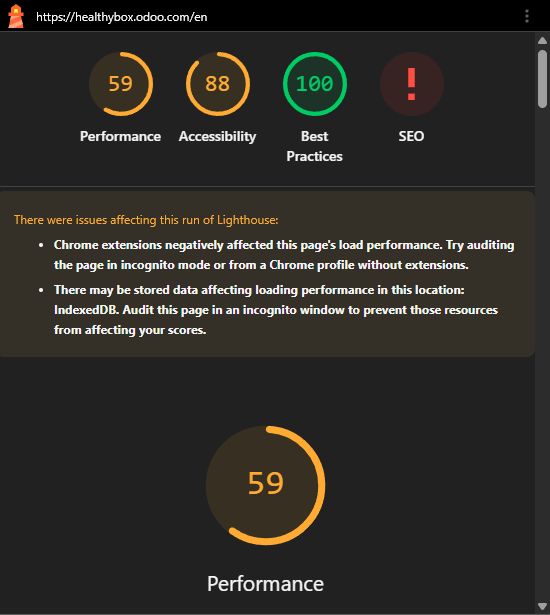 https://healthybox.odoo.com/en
59
88
100
!
Performance
Accessibility
Best
Practices
SEO
There were issues affecting this run of Lighthouse:
• Chrome extensions negatively affected this page's load performance. Try auditing
the page in incognito mode or from a Chrome profile without extensions.
• There may be stored data affecting loading performance in this location:
IndexedDB. Audit this page in an incognito window to prevent those resources
from affecting your scores.
59
Performance